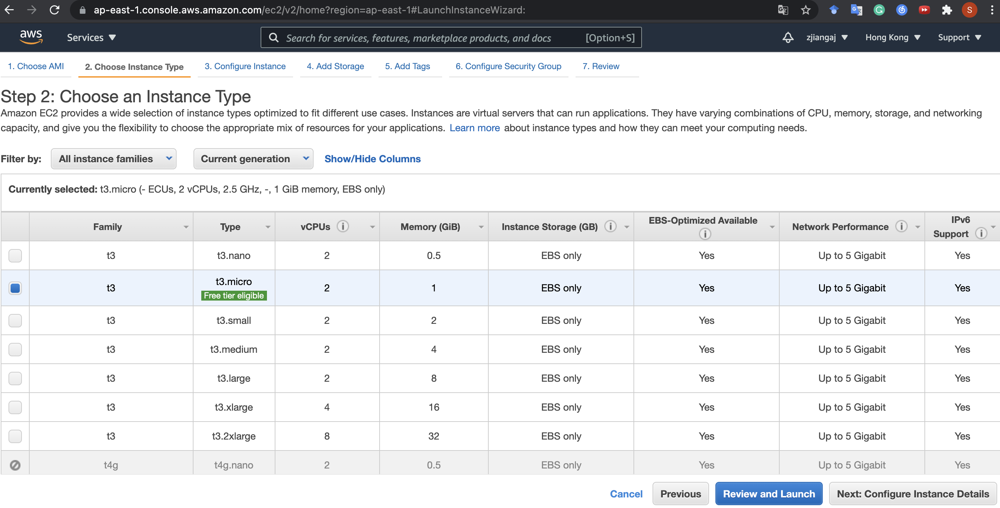 ap-east-1.console.aws.amazon.com/ec2/v2/home?region=ap-east-1#LaunchInstanceWizard:
S
aws Services Search for services, features, marketplace products, and docs [Option+S] zjiangaj Hong Kong Support
1. Choose AMI 2. Choose Instance Type 3. Configure Instance 4. Add Storage 5. Add Tags 6. Configure Security Group 7. Review
Step 2: Choose an Instance Type
Amazon EC2 provides a wide selection of instance types optimized to fit different use cases. Instances are virtual servers that can run applications. They have varying combinations of CPU, memory, storage, and networking
capacity, and give you the flexibility to choose the appropriate mix of resources for your applications. Learn more about instance types and how they can meet your computing needs.
Filter by: All instance families Current generation Show/Hide Columns
Currently selected: t3.micro (- ECUs, 2 vCPUs, 2.5 GHz, -, 1 GiB memory, EBS only)
Family Type vCPUs Memory (GiB) Instance Storage (GB) EBS-Optimized Available Network Performance IPv6 Support
t3 t3.nano 2 0.5 EBS only Yes Up to 5 Gigabit Yes
t3 t3.micro Free tier eligible 2 1 EBS only Yes Up to 5 Gigabit Yes
t3 t3.small 2 2 EBS only Yes Up to 5 Gigabit Yes
t3 t3.medium 2 4 EBS only Yes Up to 5 Gigabit Yes
t3 t3.large 2 8 EBS only Yes Up to 5 Gigabit Yes
t3 t3.xlarge 4 16 EBS only Yes Up to 5 Gigabit Yes
t3 t3.2xlarge 8 32 EBS only Yes Up to 5 Gigabit Yes
t4g t4g.nano 2 0.5 EBS only Yes Up to 5 Gigabit Yes
Cancel Previous Review and Launch Next: Configure Instance Details